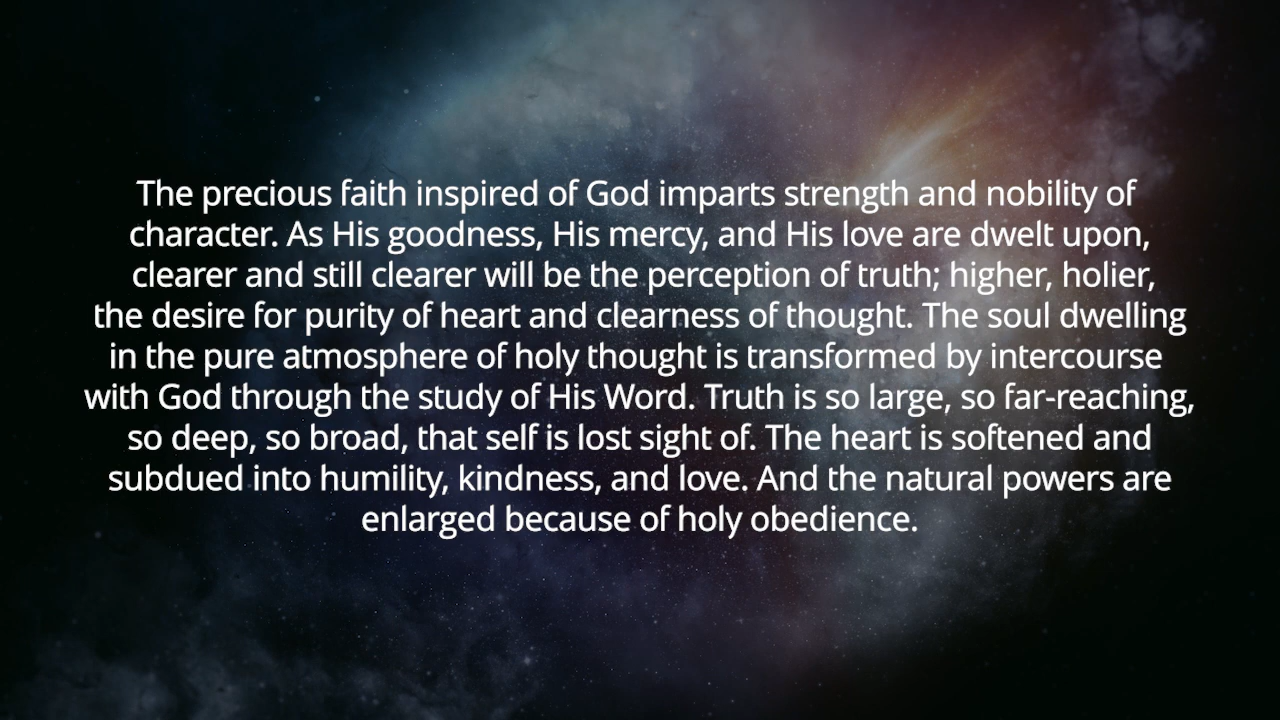 The precious faith inspired of God imparts strength and nobility of
character. As His goodness, His mercy, and His love are dwelt upon,
clearer and still clearer will be the perception of truth; higher, holier,
the desire for purity of heart and clearness of thought. The soul dwelling
in the pure atmosphere of holy thought is transformed by intercourse
with God through the study of His Word. Truth is so large, so far-reaching,
so deep, so broad, that self is lost sight of. The heart is softened and
subdued into humility, kindness, and love. And the natural powers are
enlarged because of holy obedience.